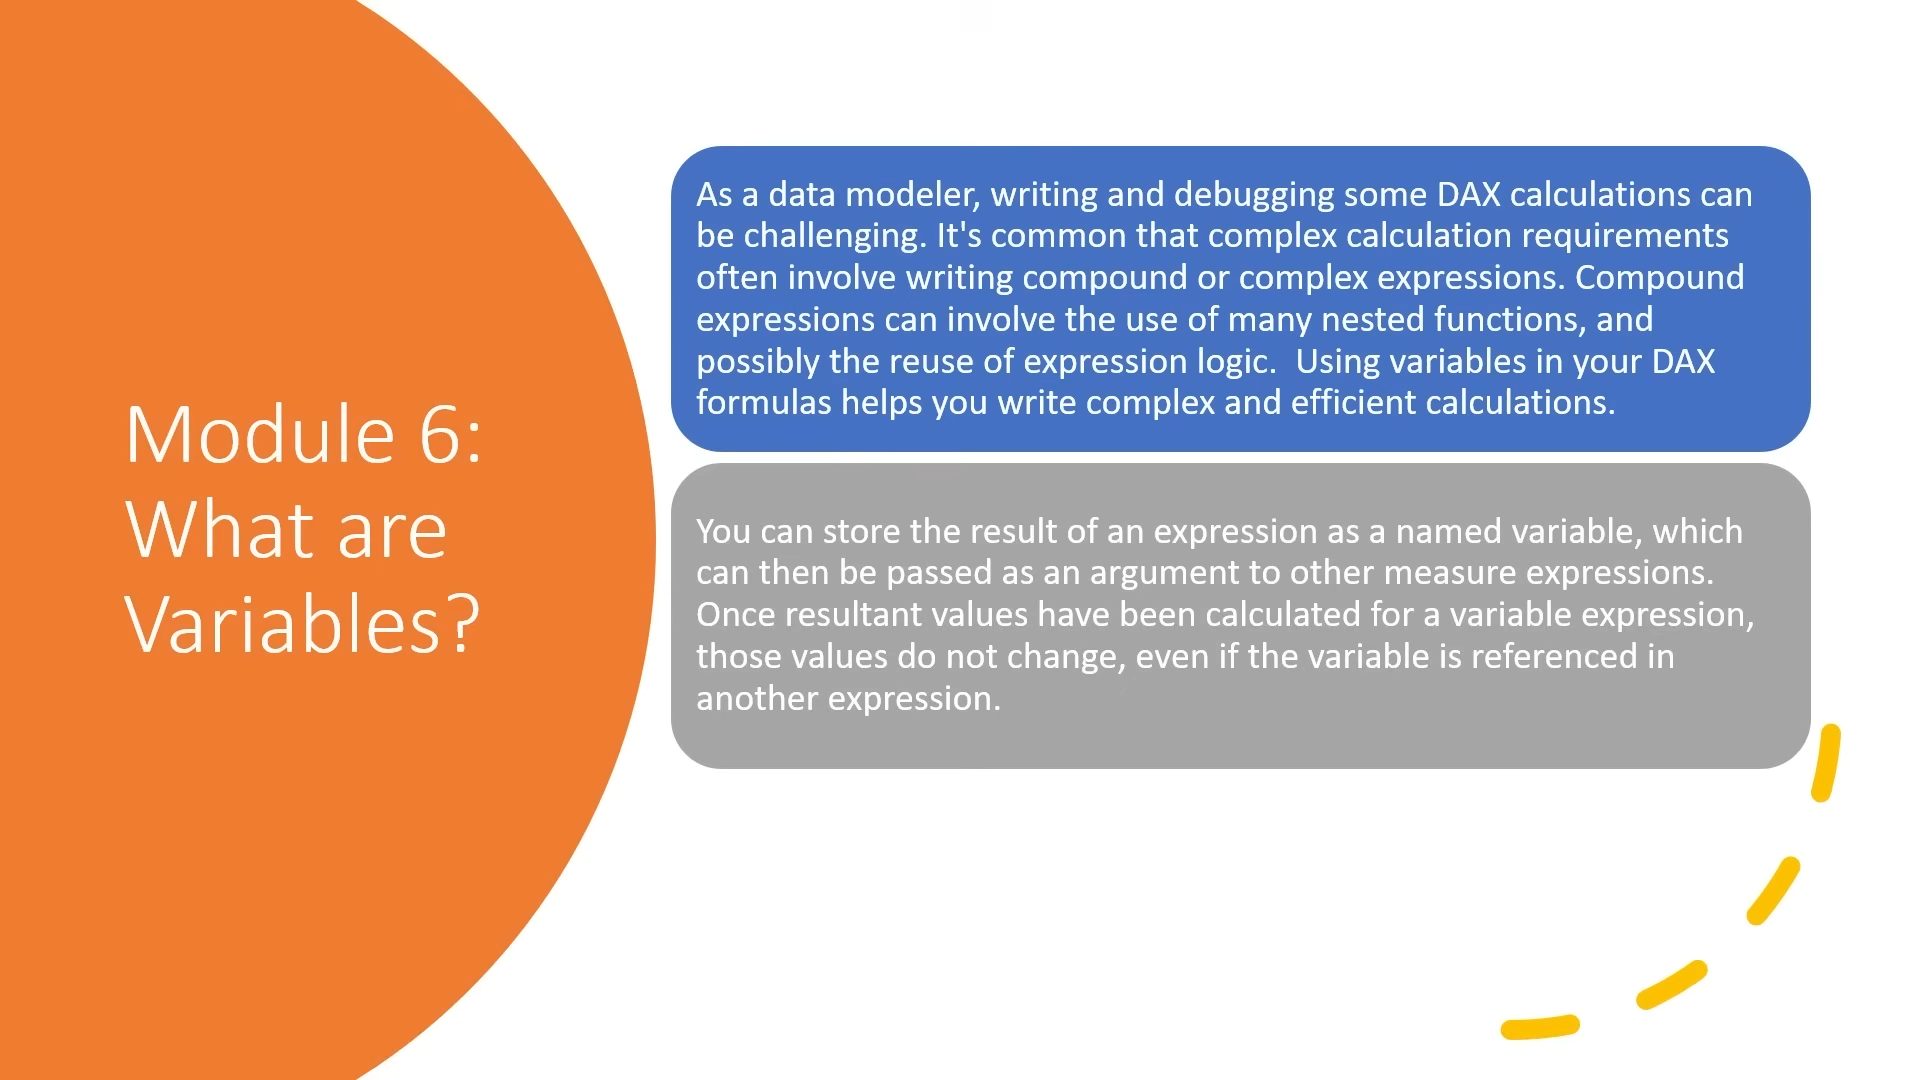 Module 6:
What are
Variables?
As a data modeler, writing and debugging some DAX calculations can
be challenging. It's common that complex calculation requirements
often involve writing compound or complex expressions. Compound
expressions can involve the use of many nested functions, and
possibly the reuse of expression logic.  Using variables in your DAX
formulas helps you write complex and efficient calculations.
You can store the result of an expression as a named variable, which
can then be passed as an argument to other measure expressions.
Once resultant values have been calculated for a variable expression,
those values do not change, even if the variable is referenced in
another expression.